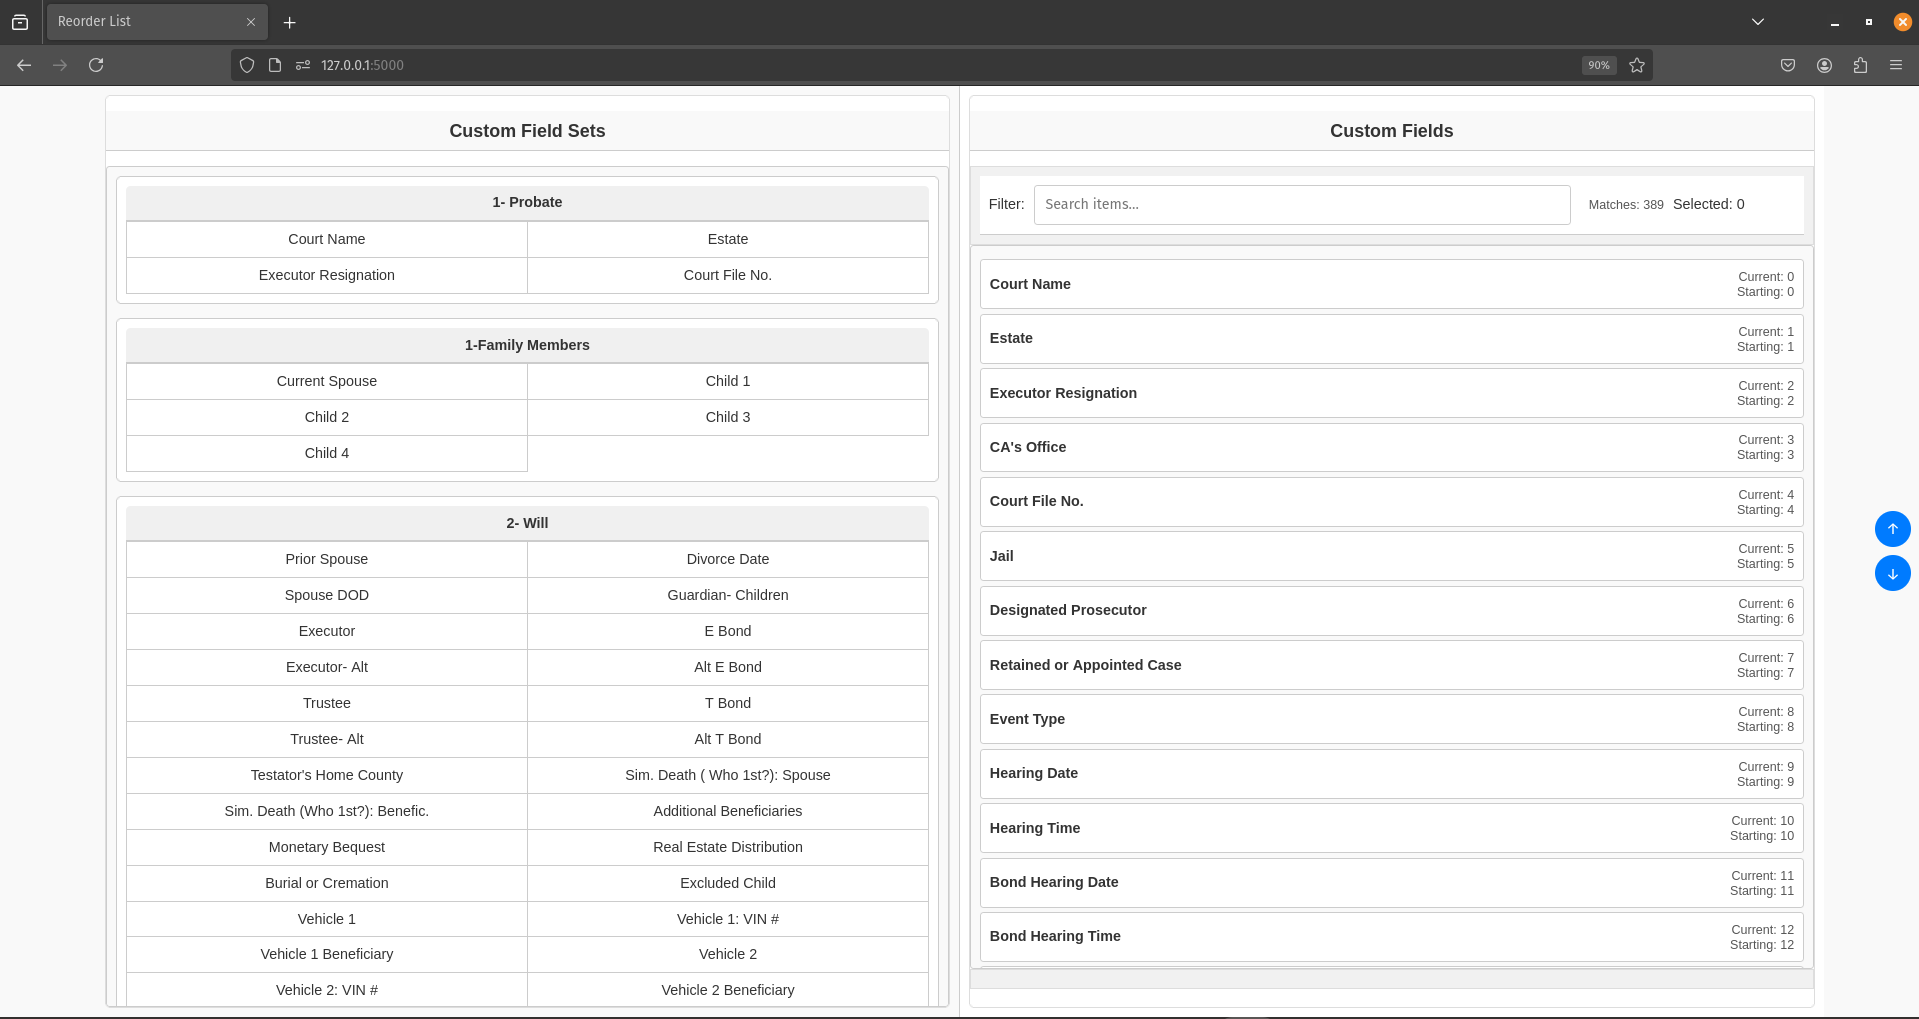 Reorder List
127.0.0.1:5000
90%
Custom Field Sets
1- Probate
Court Name Estate
Executor Resignation Court File No.
1-Family Members
Current Spouse Child 1
Child 2 Child 3
Child 4
2- Will
Prior Spouse Divorce Date
Spouse DOD Guardian- Children
Executor E Bond
Executor- Alt Alt E Bond
Trustee T Bond
Trustee- Alt Alt T Bond
Testator's Home County Sim. Death ( Who 1st?): Spouse
Sim. Death (Who 1st?): Benefic. Additional Beneficiaries
Monetary Bequest Real Estate Distribution
Burial or Cremation Excluded Child
Vehicle 1 Vehicle 1: VIN #
Vehicle 1 Beneficiary Vehicle 2
Vehicle 2: VIN # Vehicle 2 Beneficiary
Custom Fields
Filter: Search items... Matches: 389 Selected: 0
Court Name
Current: 0
Starting: 0
Estate
Current: 1
Starting: 1
Executor Resignation
Current: 2
Starting: 2
CA's Office
Current: 3
Starting: 3
Court File No.
Current: 4
Starting: 4
Jail
Current: 5
Starting: 5
Designated Prosecutor
Current: 6
Starting: 6
Retained or Appointed Case
Current: 7
Starting: 7
Event Type
Current: 8
Starting: 8
Hearing Date
Current: 9
Starting: 9
Hearing Time
Current: 10
Starting: 10
Bond Hearing Date
Current: 11
Starting: 11
Bond Hearing Time
Current: 12
Starting: 12